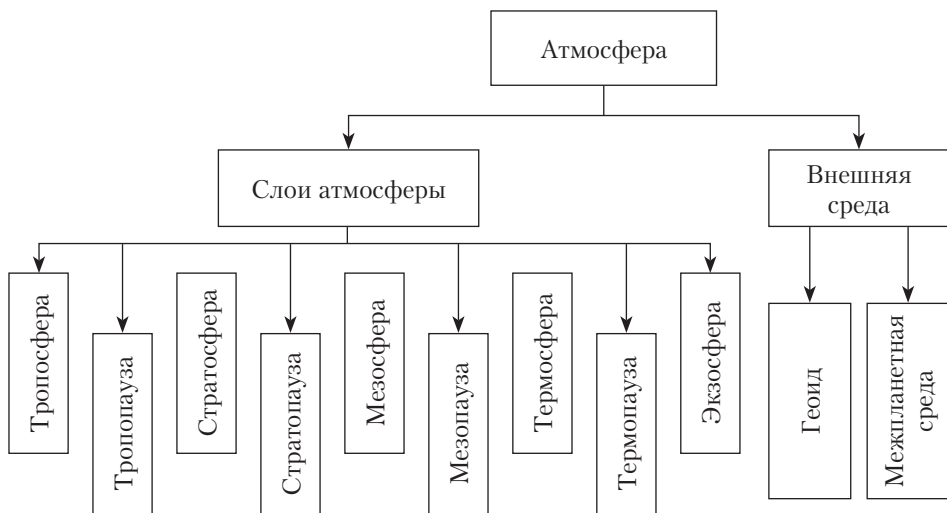 Атмосфера
Слои атмосферы
Внешняя
среда
Тропосфера
Тропопауза
Стратосфера
Стратопауза
Мезосфера
Мезопауза
Термосфера
Термопауза
Экзосфера
Геоид
Межпланетная
среда